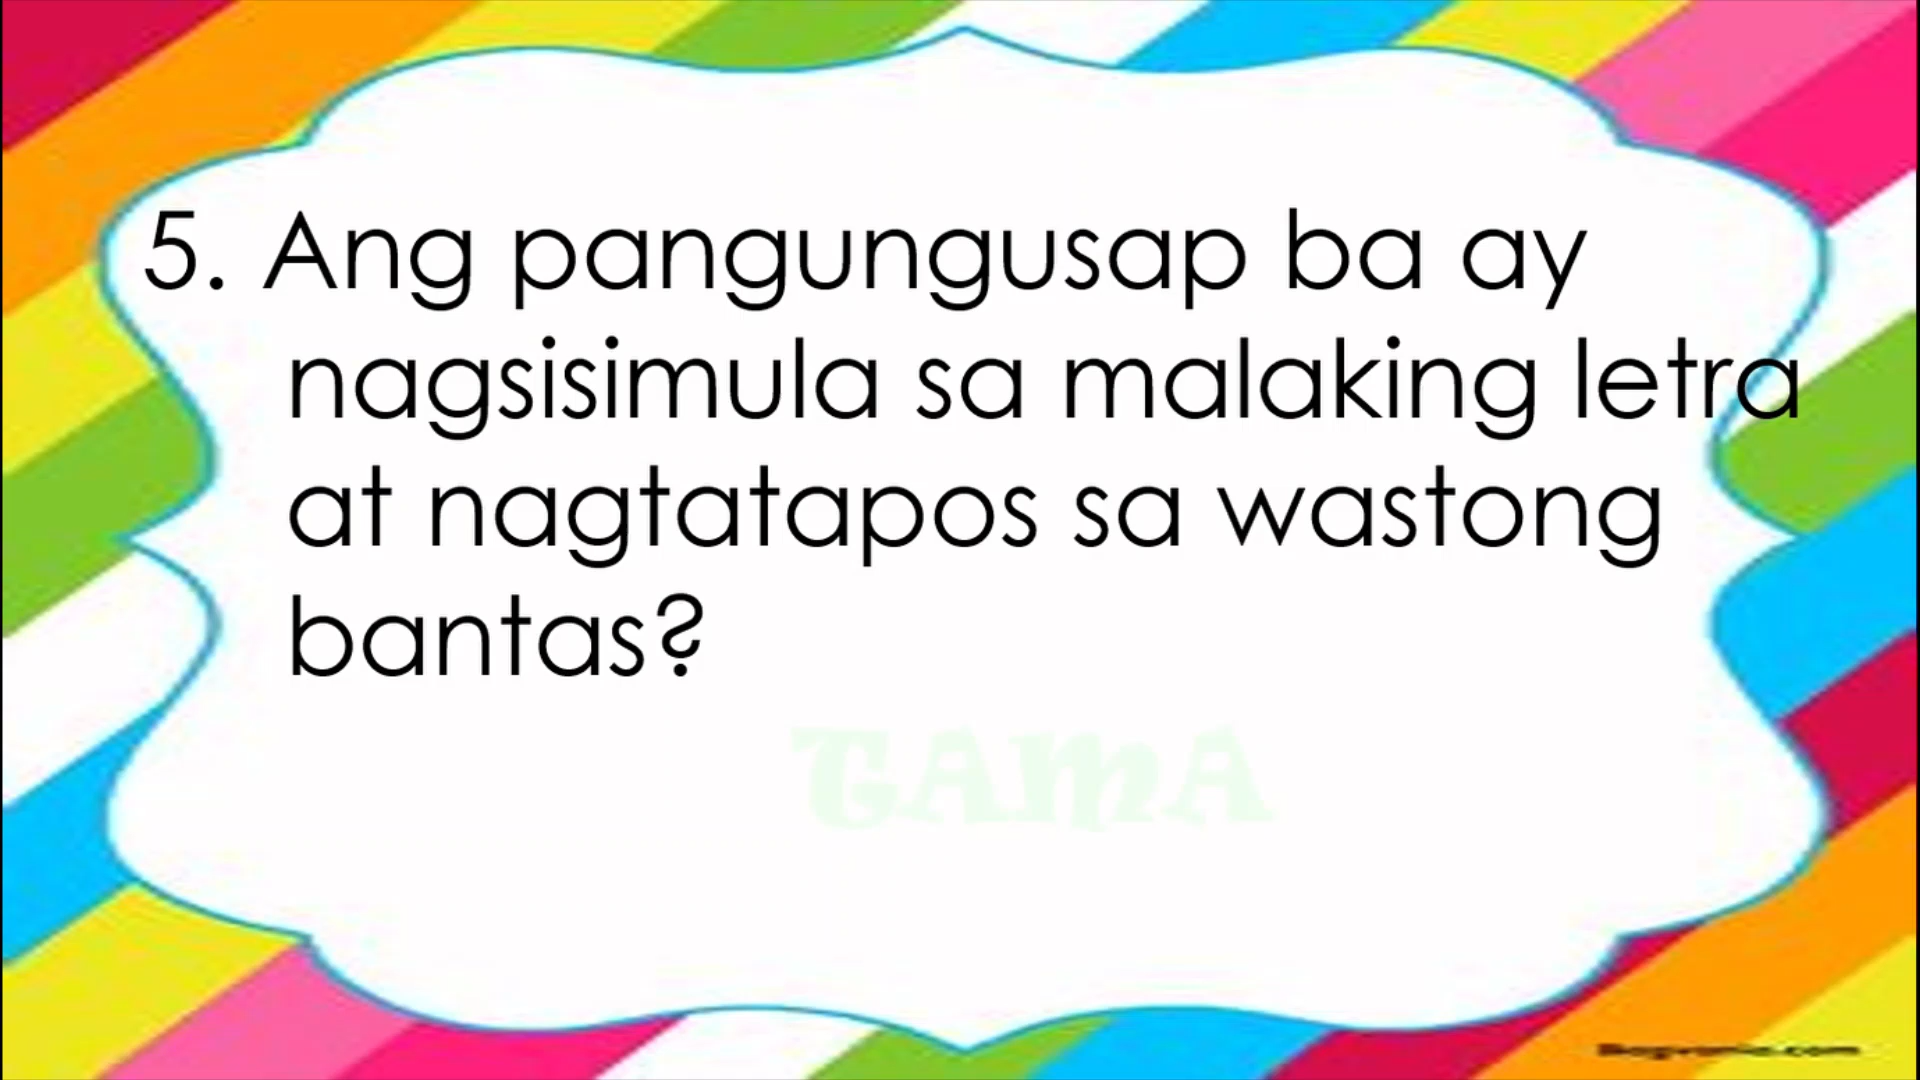 5. Ang pangungusap ba ay
nagsisimula sa malaking letra
at nagtatapos sa wastong
bantas?
TAMA